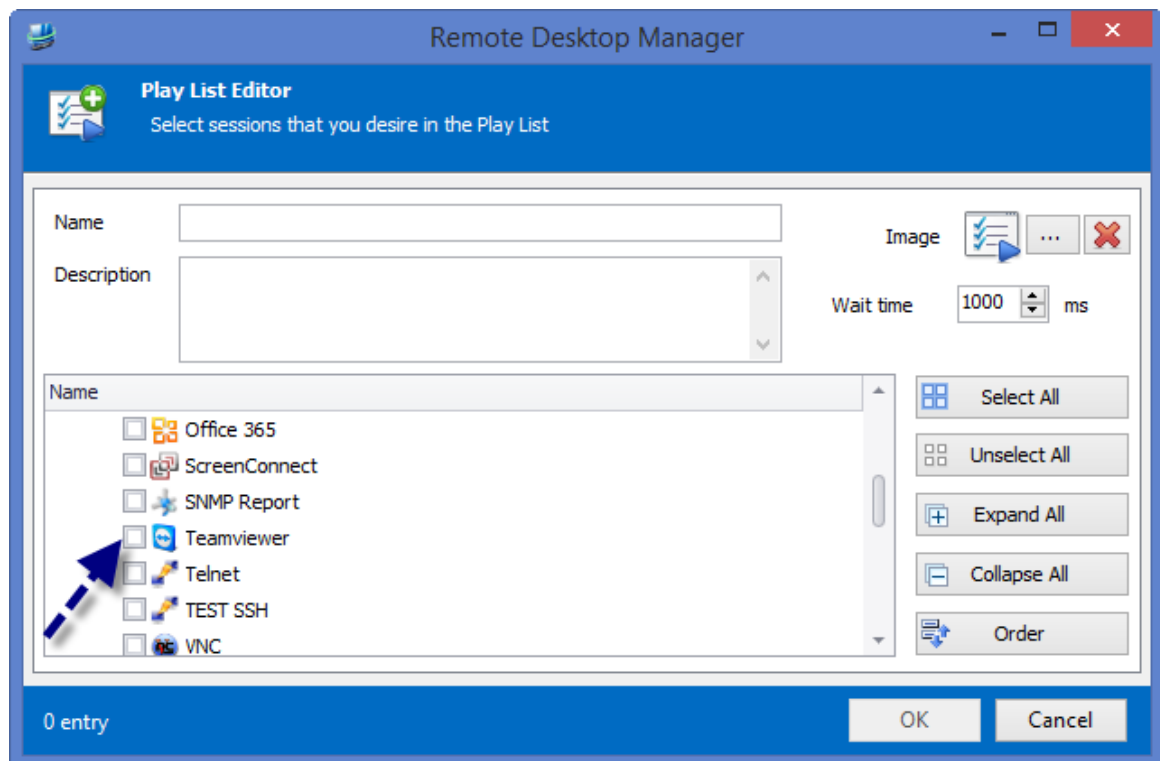 Remote Desktop Manager
Play List Editor
Select sessions that you desire in the Play List
Name
Image
...
Description
Wait time 1000 ms
Name
Office 365
ScreenConnect
SNMP Report
Teamviewer
Telnet
TEST SSH
VNC
Select All
Unselect All
Expand All
Collapse All
Order
0 entry
OK
Cancel